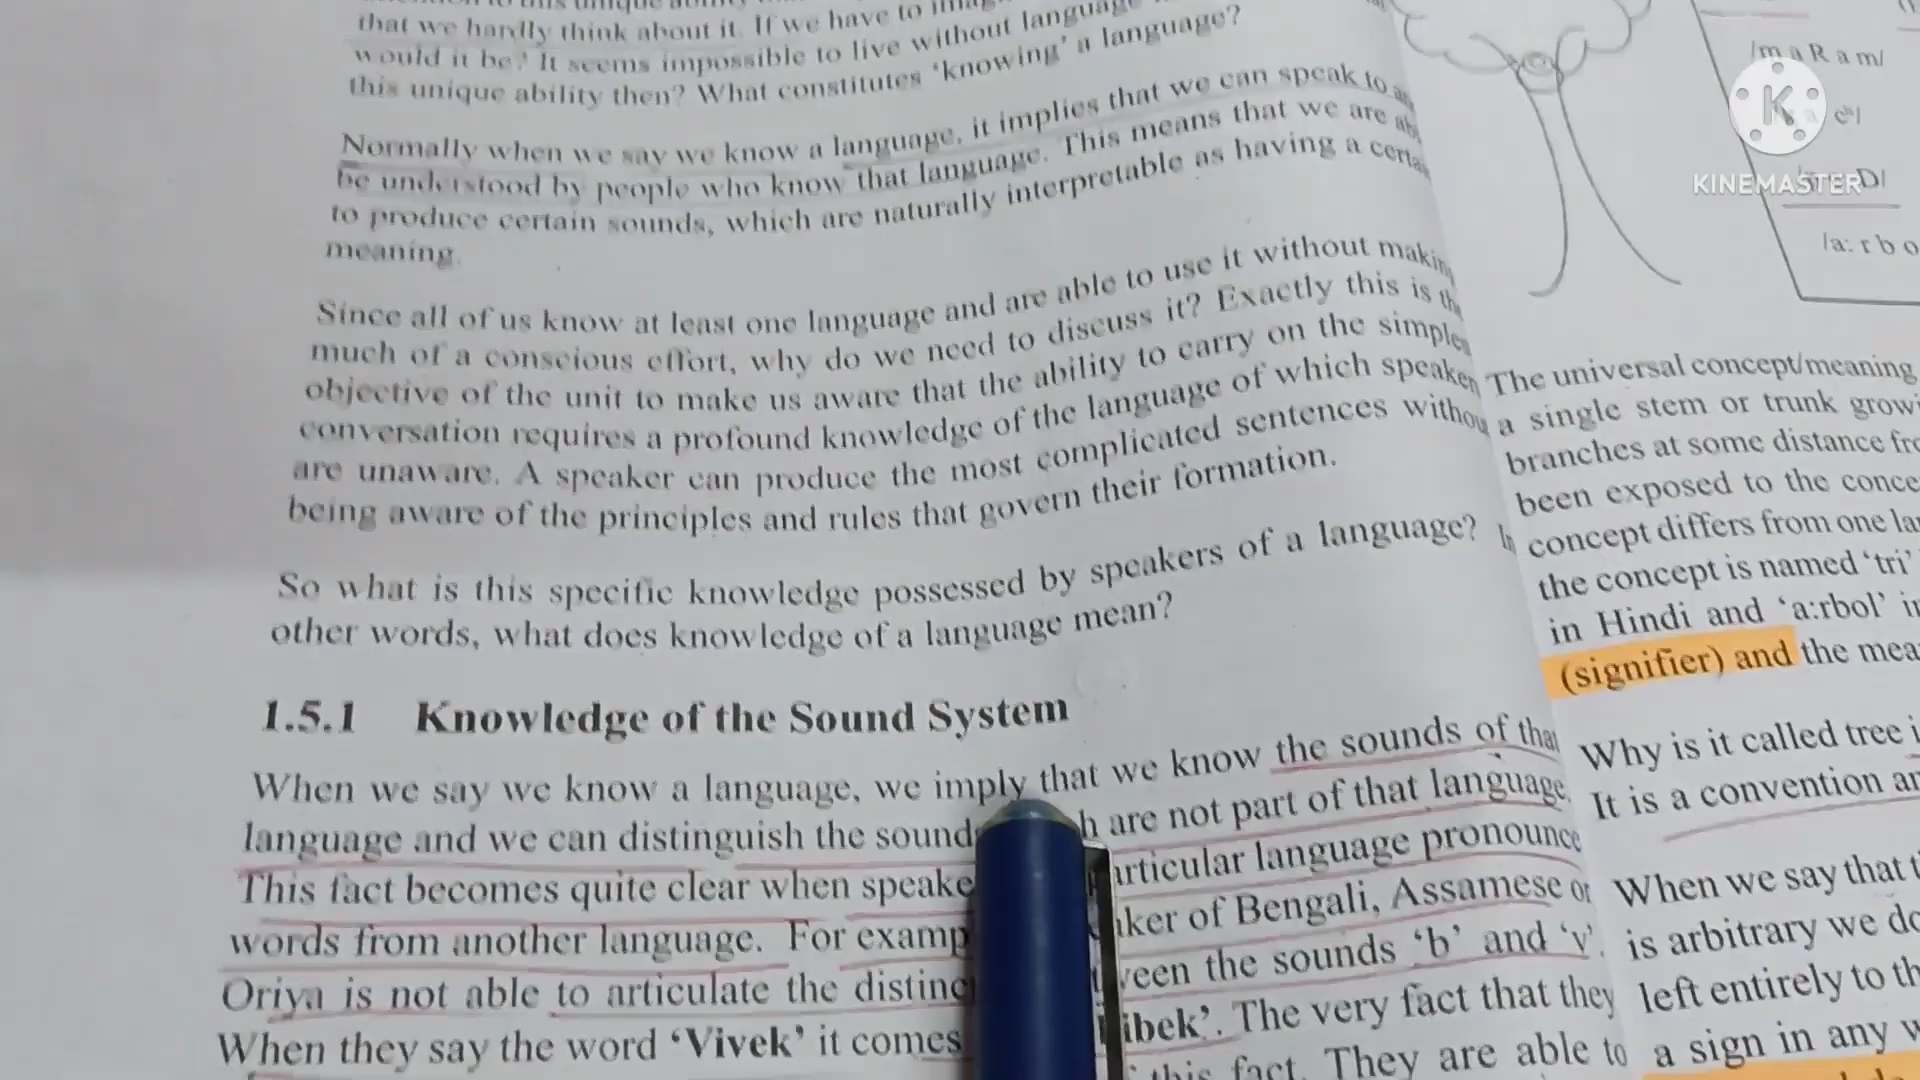 that we hardly think about it. If we have to
would it be? It seems impossible to live without language
this unique ability then? What constitutes 'knowing' a language?
Normally when we say we know a language, it implies that we can speak to
be understood by people who know that language. This means that we are
to produce certain sounds, which are naturally interpretable as having a
meaning.
Since all of us know at least one language and are able to use it without
much of a conscious effort, why do we need to discuss it? Exactly this is
objective of the unit to make us aware that the ability to carry on the
conversation requires a profound knowledge of the language of which
are unaware. A speaker can produce the most complicated sentences
being aware of the principles and rules that govern their formation.
So what is this specific knowledge possessed by speakers of a language? In
other words, what does knowledge of a language mean?
1.5.1 Knowledge of the Sound System
When we say we know a language, we imply that we know the sounds of that
language and we can distinguish the sound are not part of that language.
This fact becomes quite clear when language pronounce
words from another language. For of Bengali, Assamese or
Oriya is not able to articulate the the sounds 'b' and 'v'.
When they say the word 'Vivek' it comes The very fact that they
fact. They are able to
/m a R a m/
KINEMASTER
/a: r b o
The universal concept/meaning
a single stem or trunk
branches at some distance
been exposed to the
concept differs from one
the concept is named 'tri'
in Hindi and 'a:rbol'
(signifier) and the
Why is it called tree
It is a convention
When we say that
is arbitrary we
left entirely to
a sign in any